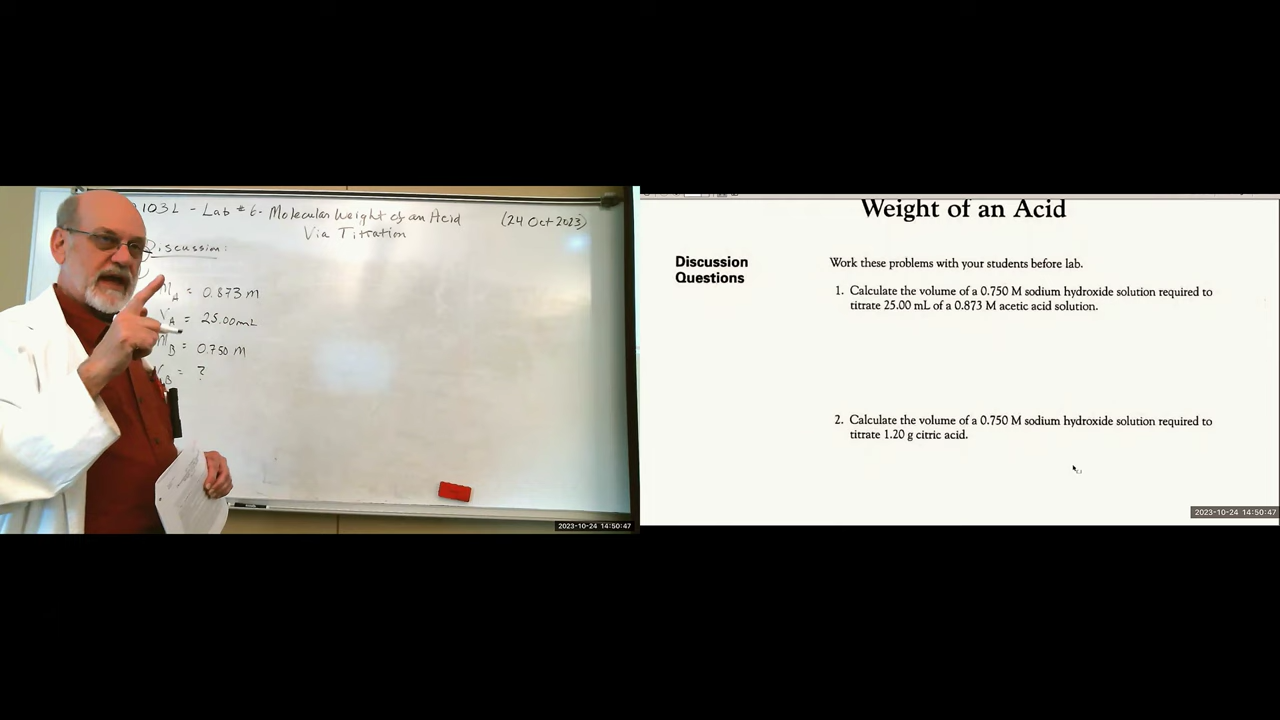 103L - Lab # 6 - Molecular Weight of an Acid (24 Oct 2023)
Via Titration
Discussion:
M_A = 0.873 M
V_A = 25.00 mL
M_B = 0.750 M
V_B = ?
2023-10-24 14:50:47
Weight of an Acid
Discussion
Questions
Work these problems with your students before lab.
1. Calculate the volume of a 0.750 M sodium hydroxide solution required to
titrate 25.00 mL of a 0.873 M acetic acid solution.
2. Calculate the volume of a 0.750 M sodium hydroxide solution required to
titrate 1.20 g citric acid.
2023-10-24 14:50:47